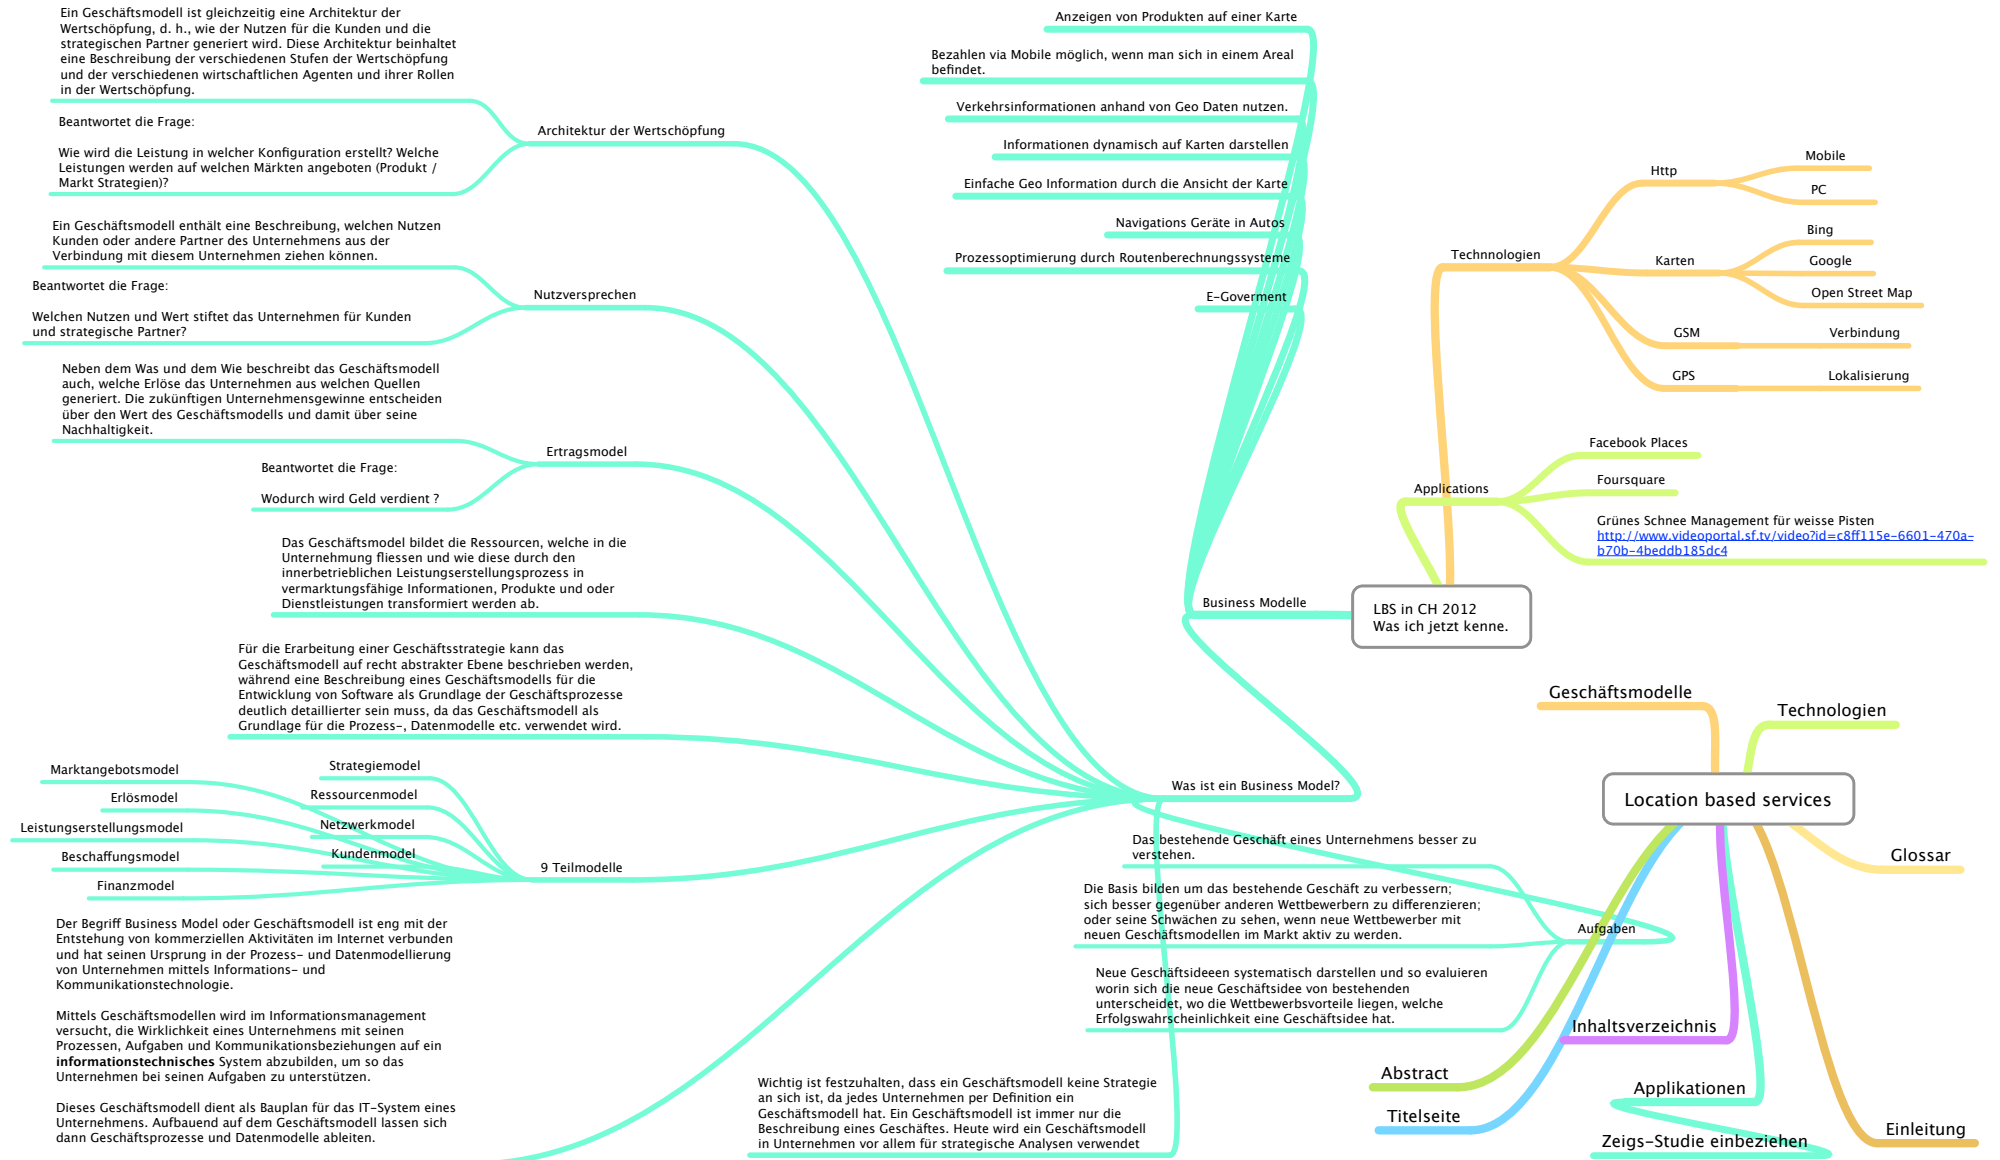 Ein Geschäftsmodell ist gleichzeitig eine Architektur der
Wertschöpfung, d. h., wie der Nutzen für die Kunden und die
strategischen Partner generiert wird. Diese Architektur beinhaltet
eine Beschreibung der verschiedenen Stufen der Wertschöpfung
und der verschiedenen wirtschaftlichen Agenten und ihrer Rollen
in der Wertschöpfung.
Beantwortet die Frage:
Wie wird die Leistung in welcher Konfiguration erstellt? Welche
Leistungen werden auf welchen Märkten angeboten (Produkt /
Markt Strategien)?
Architektur der Wertschöpfung
Ein Geschäftsmodell enthält eine Beschreibung, welchen Nutzen
Kunden oder andere Partner des Unternehmens aus der
Verbindung mit diesem Unternehmen ziehen können.
Beantwortet die Frage:
Welchen Nutzen und Wert stiftet das Unternehmen für Kunden
und strategische Partner?
Nutzversprechen
Neben dem Was und dem Wie beschreibt das Geschäftsmodell
auch, welche Erlöse das Unternehmen aus welchen Quellen
generiert. Die zukünftigen Unternehmensgewinne entscheiden
über den Wert des Geschäftsmodells und damit über seine
Nachhaltigkeit.
Beantwortet die Frage:
Wodurch wird Geld verdient ?
Ertragsmodel
Das Geschäftsmodel bildet die Ressourcen, welche in die
Unternehmung fliessen und wie diese durch den
innerbetrieblichen Leistungserstellungsprozess in
vermarktungsfähige Informationen, Produkte und oder
Dienstleistungen transformiert werden ab.
Für die Erarbeitung einer Geschäftsstrategie kann das
Geschäftsmodell auf recht abstrakter Ebene beschrieben werden,
während eine Beschreibung eines Geschäftsmodells für die
Entwicklung von Software als Grundlage der Geschäftsprozesse
deutlich detaillierter sein muss, da das Geschäftsmodell als
Grundlage für die Prozess-, Datenmodelle etc. verwendet wird.
Strategiemodel
Marktangebotsmodel
Ressourcenmodel
Erlösmodel
Netzwerkmodel
Leistungserstellungsmodel
Kundenmodel
Beschaffungsmodel
Finanzmodel
9 Teilmodelle
Der Begriff Business Model oder Geschäftsmodell ist eng mit der
Entstehung von kommerziellen Aktivitäten im Internet verbunden
und hat seinen Ursprung in der Prozess- und Datenmodellierung
von Unternehmen mittels Informations- und
Kommunikationstechnologie.
Mittels Geschäftsmodellen wird im Informationsmanagement
versucht, die Wirklichkeit eines Unternehmens mit seinen
Prozessen, Aufgaben und Kommunikationsbeziehungen auf ein
informationstechnisches System abzubilden, um so das
Unternehmen bei seinen Aufgaben zu unterstützen.
Dieses Geschäftsmodell dient als Bauplan für das IT-System eines
Unternehmens. Aufbauend auf dem Geschäftsmodell lassen sich
dann Geschäftsprozesse und Datenmodelle ableiten.
Anzeigen von Produkten auf einer Karte
Bezahlen via Mobile möglich, wenn man sich in einem Areal
befindet.
Verkehrsinformationen anhand von Geo Daten nutzen.
Informationen dynamisch auf Karten darstellen
Einfache Geo Information durch die Ansicht der Karte
Navigations Geräte in Autos
Prozessoptimierung durch Routenberechnungssysteme
E-Goverment
Business Modelle
Was ist ein Business Model?
Das bestehende Geschäft eines Unternehmens besser zu
verstehen.
Die Basis bilden um das bestehende Geschäft zu verbessern;
sich besser gegenüber anderen Wettbewerbern zu differenzieren;
oder seine Schwächen zu sehen, wenn neue Wettbewerber mit
neuen Geschäftsmodellen im Markt aktiv zu werden.
Neue Geschäftsideeen systematisch darstellen und so evaluieren
worin sich die neue Geschäftsidee von bestehenden
unterscheidet, wo die Wettbewerbsvorteile liegen, welche
Erfolgswahrscheinlichkeit eine Geschäftsidee hat.
Aufgaben
Wichtig ist festzuhalten, dass ein Geschäftsmodell keine Strategie
an sich ist, da jedes Unternehmen per Definition ein
Geschäftsmodell hat. Ein Geschäftsmodell ist immer nur die
Beschreibung eines Geschäftes. Heute wird ein Geschäftsmodell
in Unternehmen vor allem für strategische Analysen verwendet
Technnologien
Http
Mobile
PC
Karten
Bing
Google
Open Street Map
GSM
Verbindung
GPS
Lokalisierung
Applications
Facebook Places
Foursquare
Grünes Schnee Management für weisse Pisten
http://www.videoportal.sf.tv/video?id=c8ff115e-6601-470a-
b70b-4beddb185dc4
LBS in CH 2012
Was ich jetzt kenne.
Geschäftsmodelle
Technologien
Location based services
Glossar
Inhaltsverzeichnis
Abstract
Applikationen
Titelseite
Einleitung
Zeigs-Studie einbeziehen